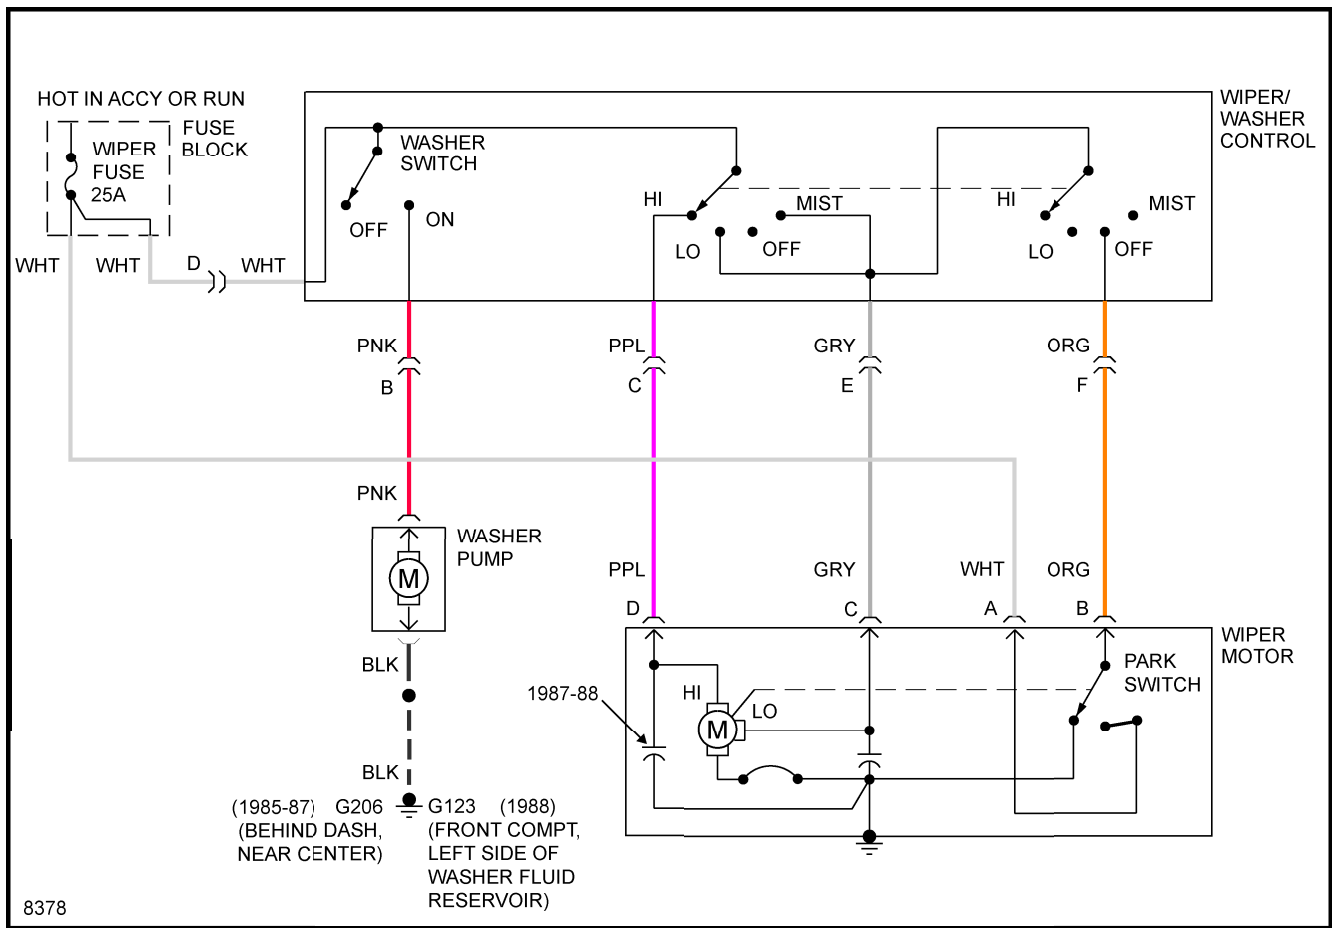 HOT IN ACCY OR RUN
FUSE
BLOCK
WIPER
FUSE
25A
WIPER/
WASHER
CONTROL
WASHER
SWITCH
OFF
ON
HI
LO
OFF
MIST
HI
LO
OFF
MIST
WHT
WHT
D
WHT
PNK
B
PPL
C
GRY
E
ORG
F
PNK
WASHER
PUMP
M
PPL
D
GRY
C
WHT
A
ORG
B
WIPER
MOTOR
PARK
SWITCH
1987-88
HI
LO
M
BLK
BLK
(1985-87) G206
(BEHIND DASH,
NEAR CENTER)
G123 (1988)
(FRONT COMPT,
LEFT SIDE OF
WASHER FLUID
RESERVOIR)
8378